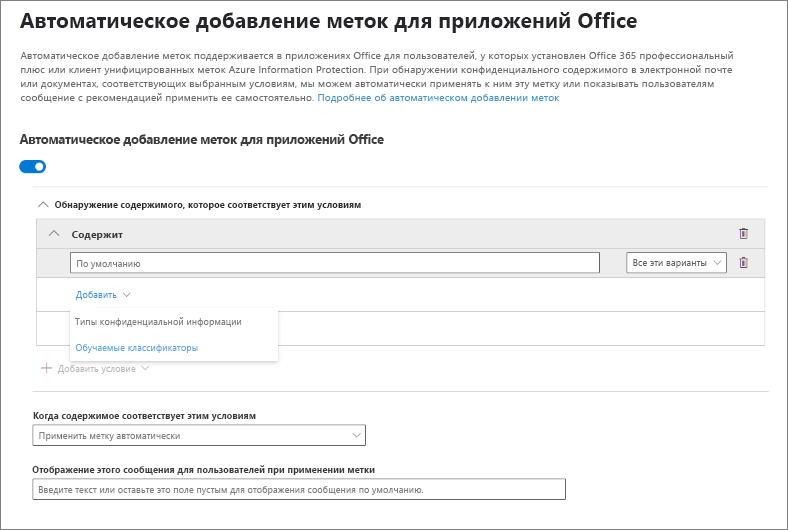 Автоматическое добавление меток для приложений Office
Автоматическое добавление меток поддерживается в приложениях Office для пользователей, у которых установлен Office 365 профессиональный
плюс или клиент унифицированных меток Azure Information Protection. При обнаружении конфиденциального содержимого в электронной почте
или документах, соответствующих выбранным условиям, мы можем автоматически применять к ним эту метку или показывать пользователям
сообщение с рекомендацией применить ее самостоятельно. Подробнее об автоматическом добавлении меток
Автоматическое добавление меток для приложений Office
Обнаружение содержимого, которое соответствует этим условиям
Содержит
По умолчанию
Все эти варианты
Добавить
Типы конфиденциальной информации
Обучаемые классификаторы
Добавить условие
Когда содержимое соответствует этим условиям
Применить метку автоматически
Отображение этого сообщения для пользователей при применении метки
Введите текст или оставьте это поле пустым для отображения сообщения по умолчанию.